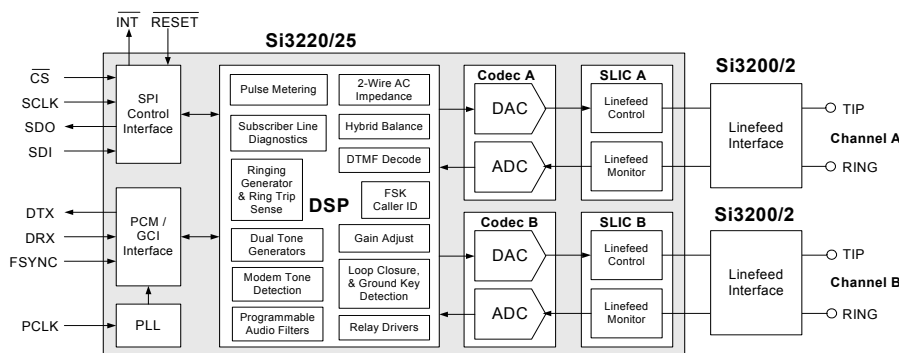 INT
RESET
Si3220/25
CS
SCLK
SDO
SDI
SPI
Control
Interface
DTX
DRX
FSYNC
PCM /
GCI
Interface
PCLK
PLL
Pulse Metering
Subscriber Line
Diagnostics
Ringing
Generator
& Ring Trip
Sense
Dual Tone
Generators
Modem Tone
Detection
Programmable
Audio Filters
DSP
2-Wire AC
Impedance
Hybrid Balance
DTMF Decode
FSK
Caller ID
Gain Adjust
Loop Closure,
& Ground Key
Detection
Relay Drivers
Codec A
DAC
ADC
SLIC A
Linefeed
Control
Linefeed
Monitor
Si3200/2
Linefeed
Interface
TIP
Channel A
RING
Codec B
DAC
ADC
SLIC B
Linefeed
Control
Linefeed
Monitor
Si3200/2
Linefeed
Interface
TIP
Channel B
RING